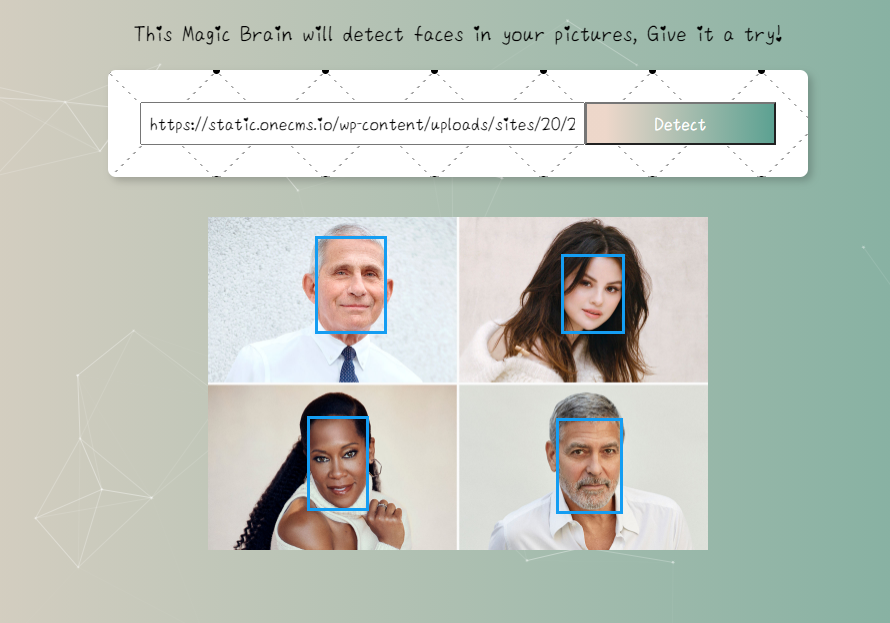 This Magic Brain will detect faces in your pictures, Give it a try!
https://static.onecms.io/wp-content/uploads/sites/20/2
Detect